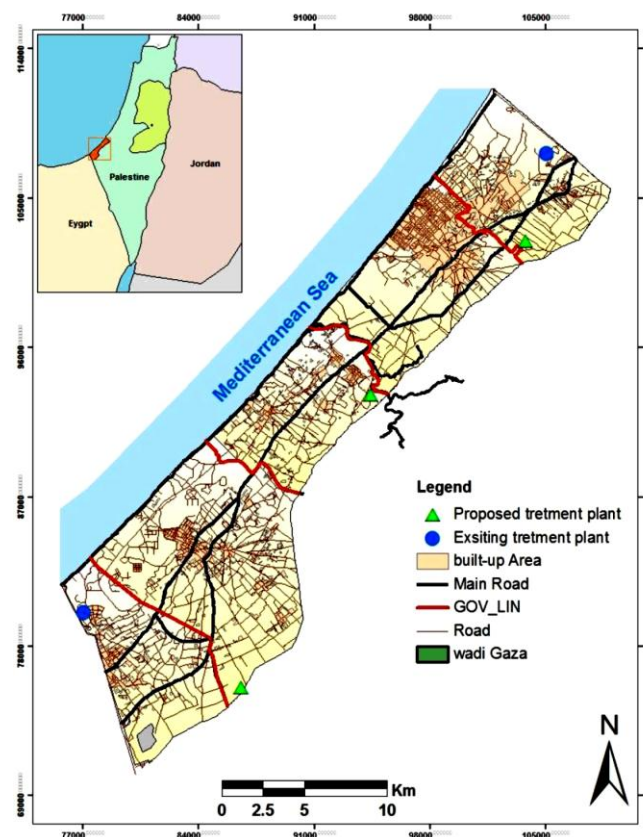 77000 84000 91000 98000 105000
114000
105000
96000
87000
78000
69000
Jordan
Palestine
Eygpt
Mediterranean Sea
Legend
Proposed tretment plant
Exsiting tretment plant
built-up Area
Main Road
GOV_LIN
Road
wadi Gaza
N
Km
0 2.5 5 10
77000 84000 91000 98000 105000